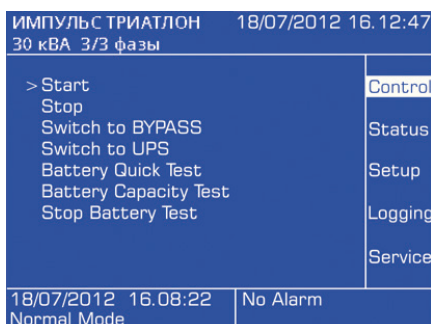 ИМПУЛЬС ТРИАТЛОН 18/07/2012 16.12:47
30 кВА 3/3 фазы
> Start
Stop
Switch to BYPASS
Switch to UPS
Battery Quick Test
Battery Capacity Test
Stop Battery Test
Control
Status
Setup
Logging
Service
18/07/2012 16.08:22 No Alarm
Normal Mode